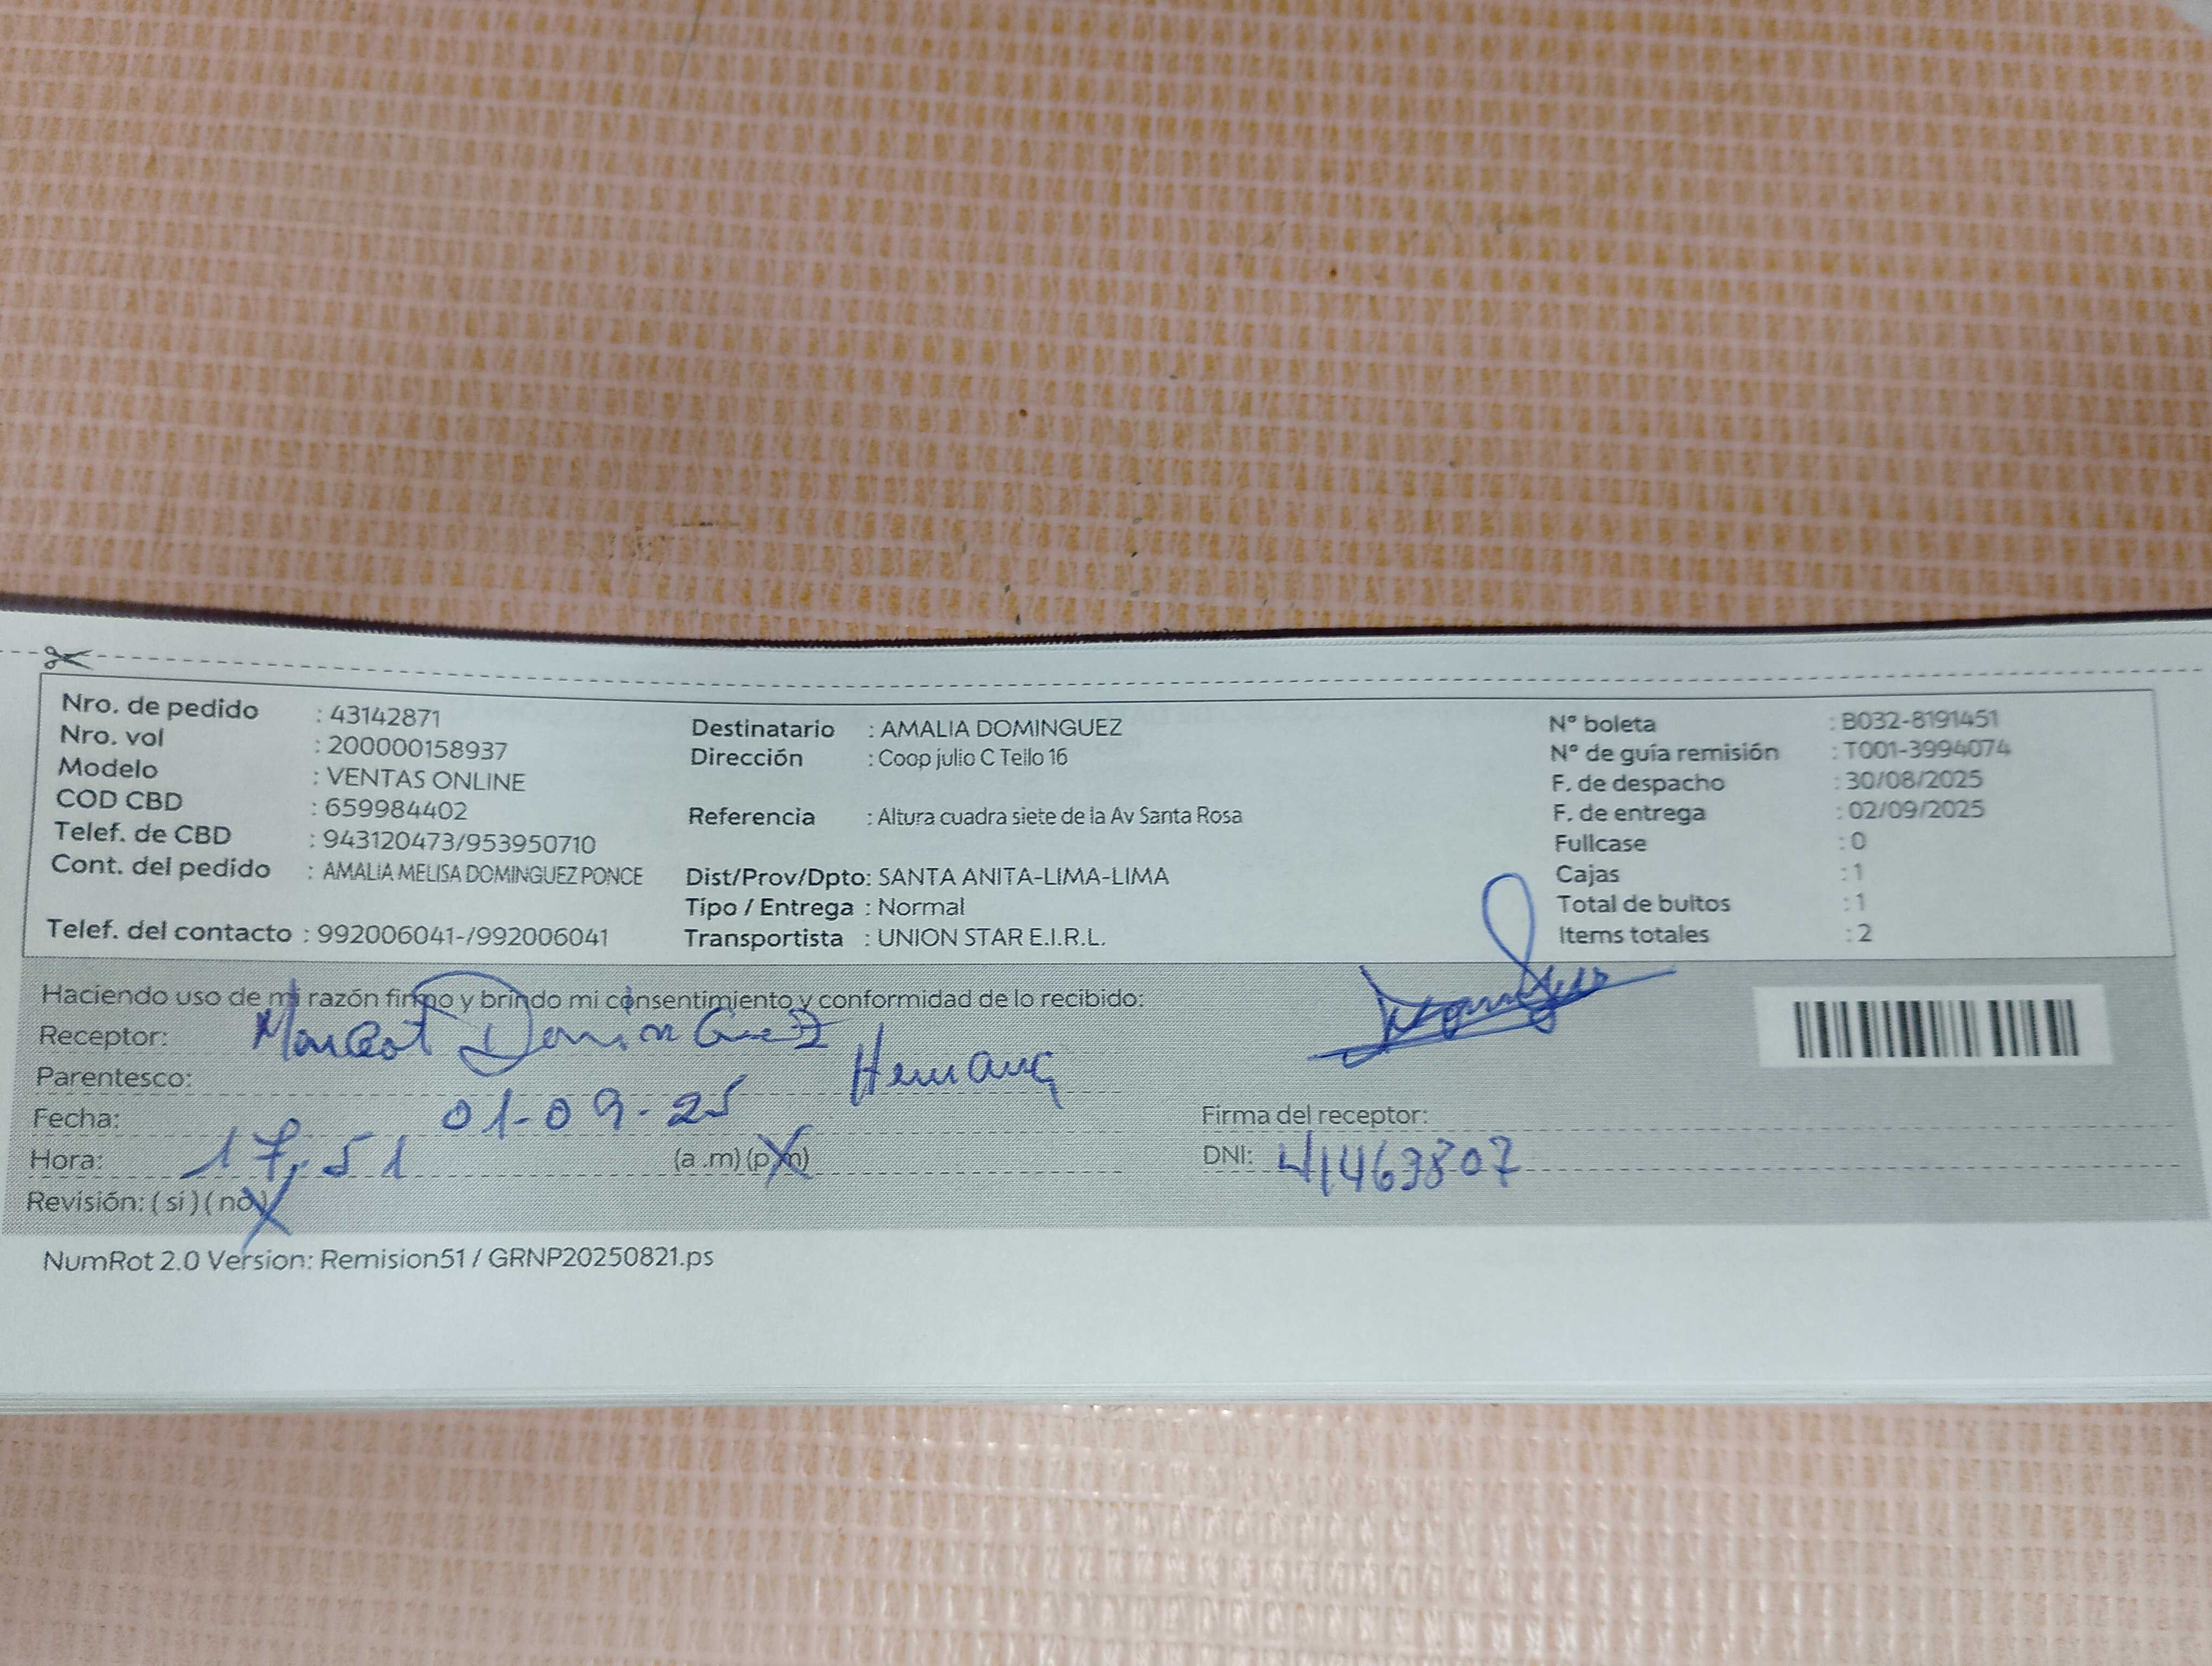 Nro. de pedido : 43142871
Nro. vol : 200000158937
Modelo : VENTAS ONLINE
COD CBD : 659984402
Telef. de CBD : 943120473/953950710
Cont. del pedido : AMALIA MELISA DOMINGUEZ PONCE
Telef. del contacto : 992006041-/992006041
Destinatario : AMALIA DOMINGUEZ
Dirección : Coop julio C Tello 16
Referencia : Altura cuadra siete de la Av Santa Rosa
Dist/Prov/Dpto: SANTA ANITA-LIMA-LIMA
Tipo / Entrega : Normal
Transportista : UNION STAR E.I.R.L.
N° boleta : B032-8191451
N° de guía remisión : T001-3994074
F. de despacho : 30/08/2025
F. de entrega : 02/09/2025
Fullcase : 0
Cajas : 1
Total de bultos : 1
Items totales : 2
Haciendo uso de mi razón firmo y brindo mi consentimiento y conformidad de lo recibido:
Receptor: Margot Dominguez
Parentesco: Hermana
Fecha: 01-09-25
Hora: 17:51 (a .m) (p.m)
Revisión: ( si ) ( no )
Firma del receptor:
DNI: 41463807
NumRot 2.0 Version: Remision51 / GRNP20250821.ps